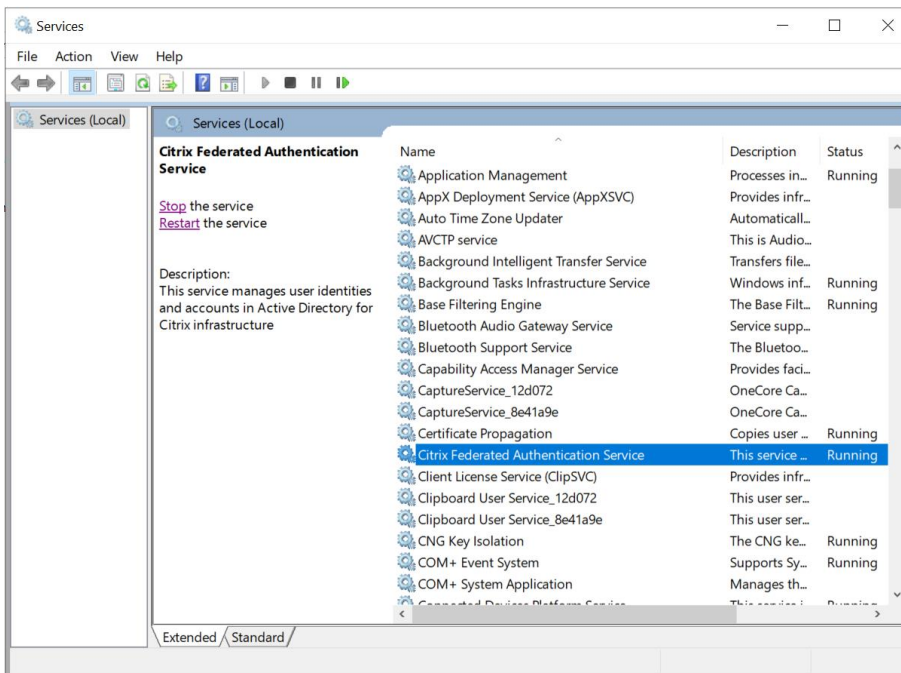 Services
File Action View Help
Services (Local)
Services (Local)
Citrix Federated Authentication
Service
Stop the service
Restart the service
Description:
This service manages user identities
and accounts in Active Directory for
Citrix infrastructure
Name Description Status
Application Management Processes in... Running
AppX Deployment Service (AppXSVC) Provides infr...
Auto Time Zone Updater Automaticall...
AVCTP service This is Audio...
Background Intelligent Transfer Service Transfers file...
Background Tasks Infrastructure Service Windows inf... Running
Base Filtering Engine The Base Filt... Running
Bluetooth Audio Gateway Service Service supp...
Bluetooth Support Service The Bluetoo...
Capability Access Manager Service Provides faci...
CaptureService_12d072 OneCore Ca...
CaptureService_8e41a9e OneCore Ca...
Certificate Propagation Copies user ... Running
Citrix Federated Authentication Service This service ... Running
Client License Service (ClipSVC) Provides infr...
Clipboard User Service_12d072 This user ser...
Clipboard User Service_8e41a9e This user ser...
CNG Key Isolation The CNG ke... Running
COM+ Event System Supports Sy... Running
COM+ System Application Manages th...
Connected Devices Platform Service This service i... Running
Extended Standard